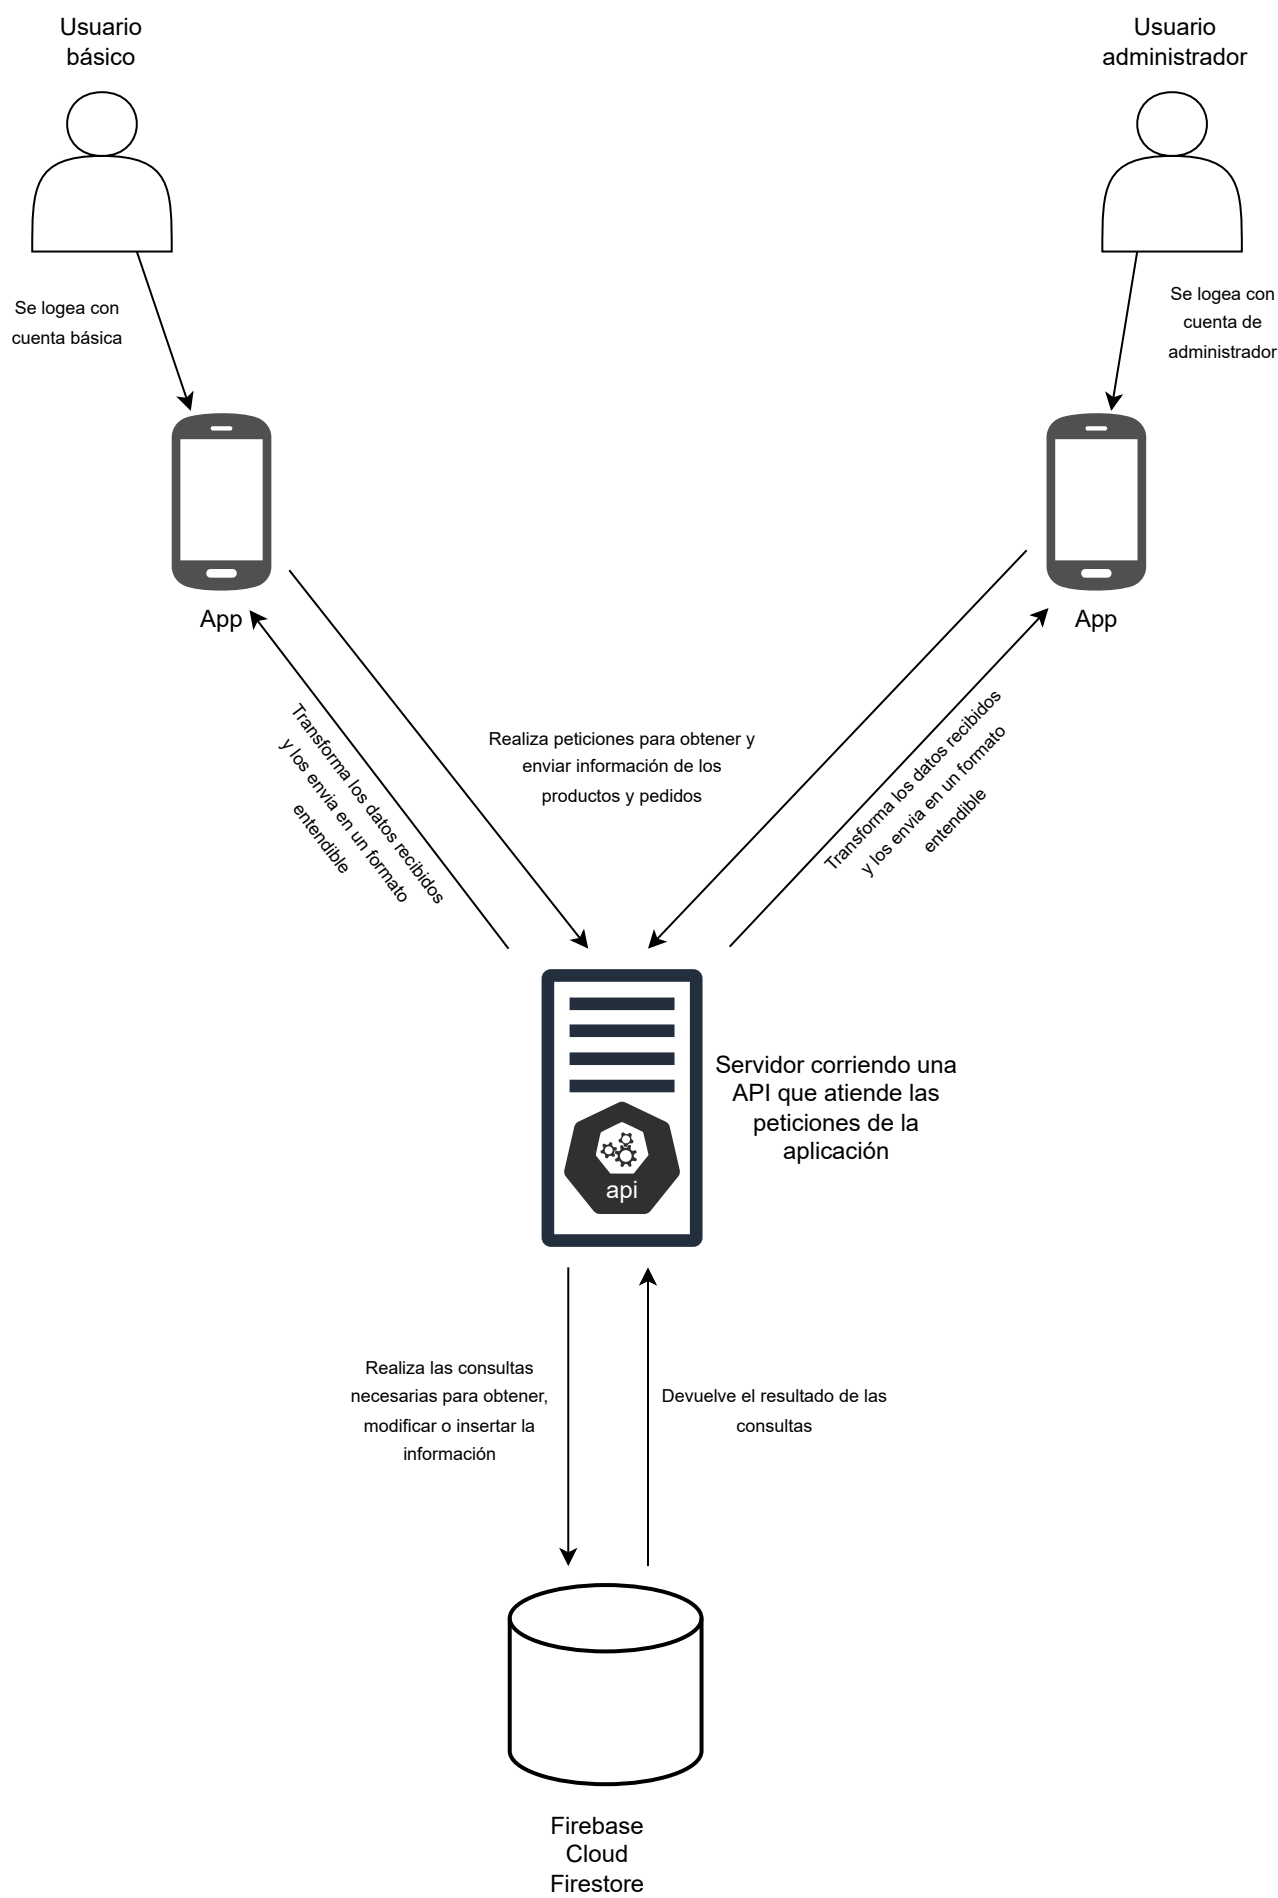 Usuario
básico
Usuario
administrador
Se logea con
cuenta básica
Se logea con
cuenta de
administrador
App
App
Transforma los datos recibidos
y los envia en un formato
entendible
Realiza peticiones para obtener y
enviar información de los
productos y pedidos
Transforma los datos recibidos
y los envia en un formato
entendible
Servidor corriendo una
API que atiende las
peticiones de la
aplicación
api
Realiza las consultas
necesarias para obtener,
modificar o insertar la
información
Devuelve el resultado de las
consultas
Firebase
Cloud
Firestore